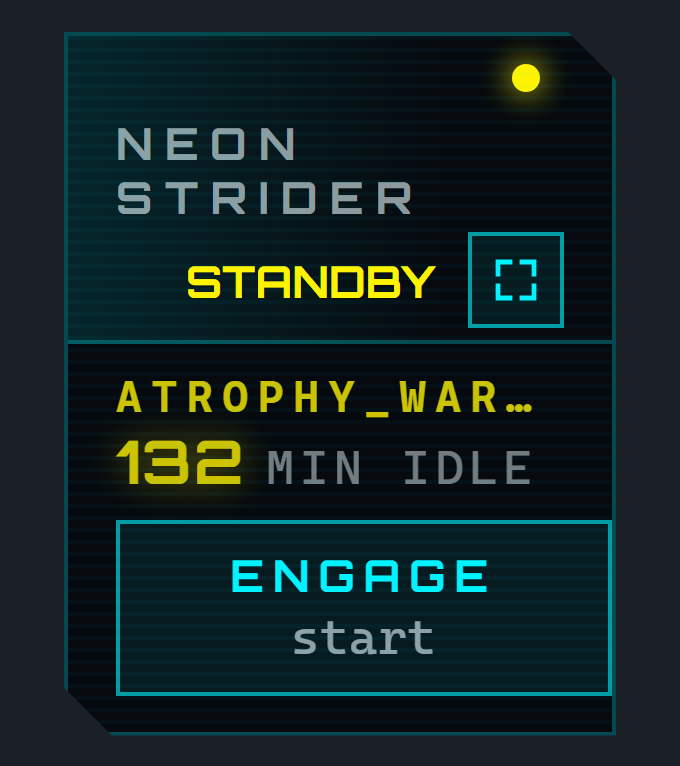 NEON
STRIDER
STANDBY
ATROPHY_WAR…
132 MIN IDLE
ENGAGE
start